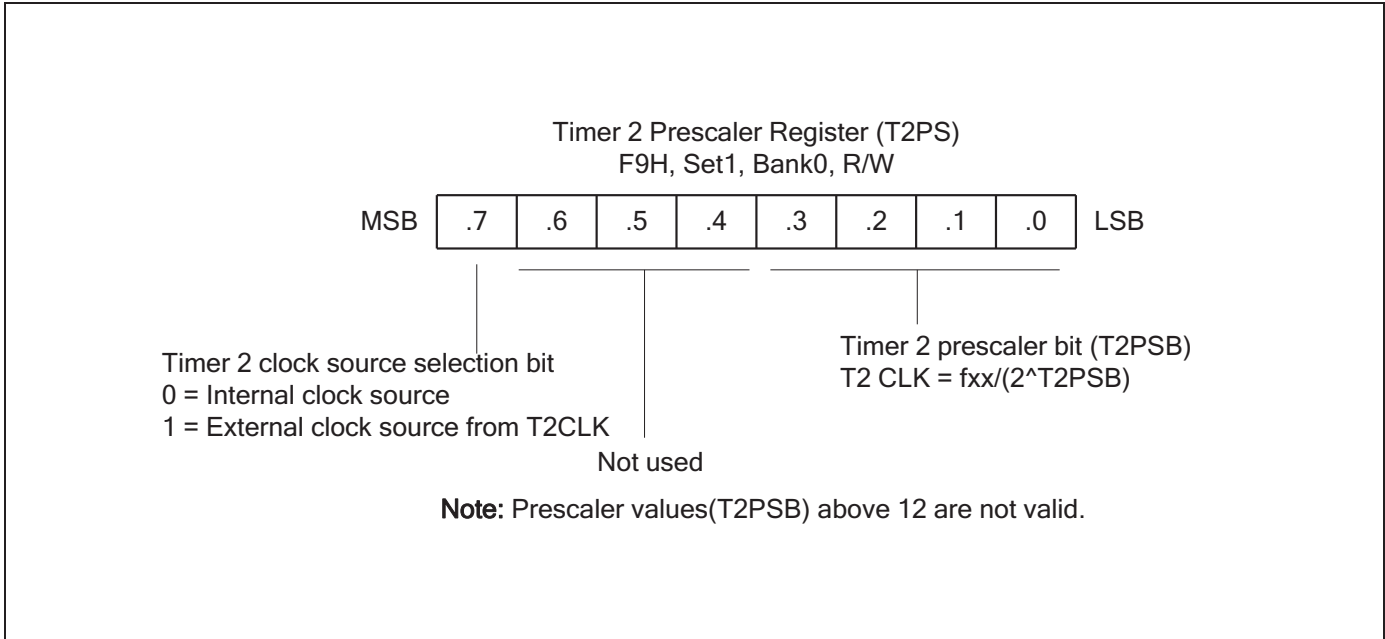 Timer 2 Prescaler Register (T2PS)
F9H, Set1, Bank0, R/W
MSB .7 .6 .5 .4 .3 .2 .1 .0 LSB
Timer 2 clock source selection bit
0 = Internal clock source
1 = External clock source from T2CLK
Timer 2 prescaler bit (T2PSB)
T2 CLK = fxx/(2^T2PSB)
Not used
Note: Prescaler values(T2PSB) above 12 are not valid.